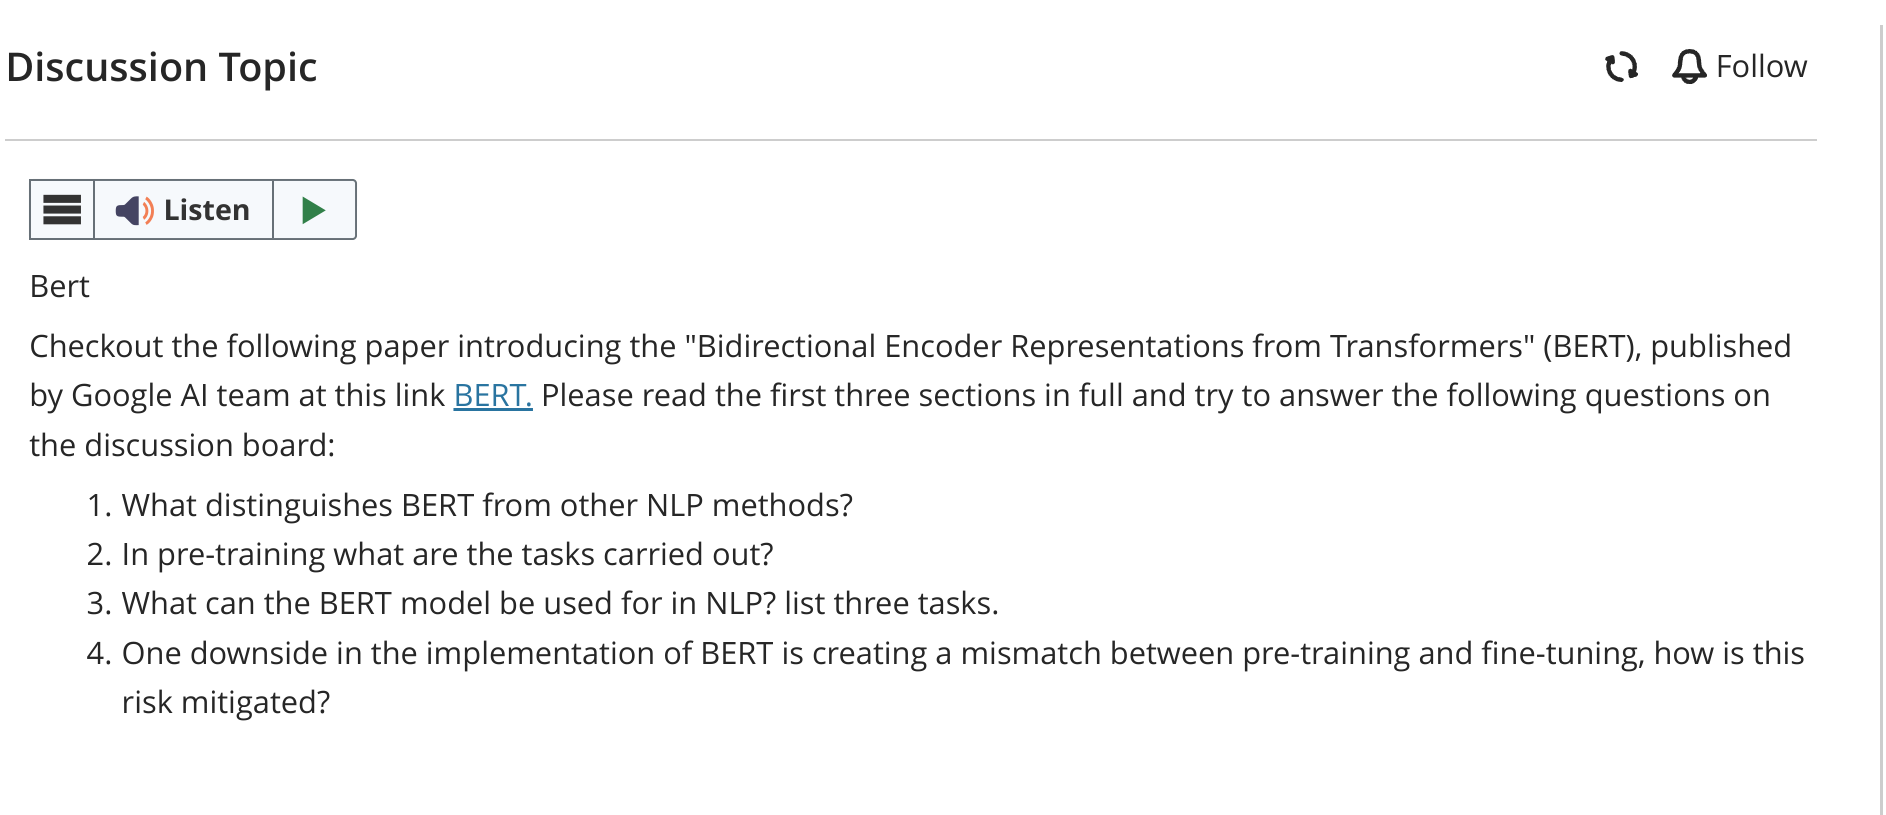 Discussion Topic
Follow
Listen
Bert
Checkout the following paper introducing the "Bidirectional Encoder Representations from Transformers" (BERT), published
by Google AI team at this link BERT. Please read the first three sections in full and try to answer the following questions on
the discussion board:
1. What distinguishes BERT from other NLP methods?
2. In pre-training what are the tasks carried out?
3. What can the BERT model be used for in NLP? list three tasks.
4. One downside in the implementation of BERT is creating a mismatch between pre-training and fine-tuning, how is this
risk mitigated?